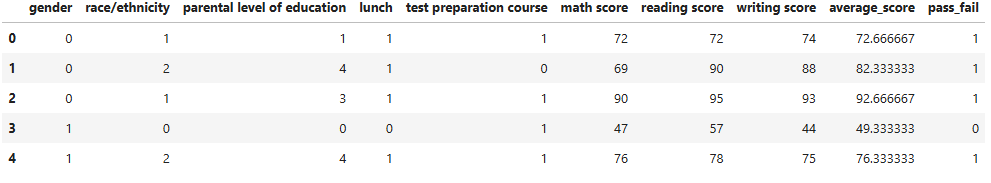 gender race/ethnicity parental level of education lunch test preparation course math score reading score writing score average_score pass_fail
0 0 1 1 1 1 72 72 74 72.666667 1
1 0 2 4 1 0 69 90 88 82.333333 1
2 0 1 3 1 1 90 95 93 92.666667 1
3 1 0 0 0 1 47 57 44 49.333333 0
4 1 2 4 1 1 76 78 75 76.333333 1